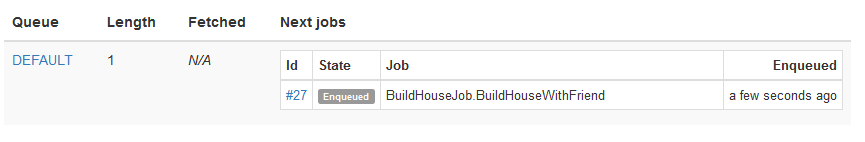 Queue Length Fetched Next jobs
DEFAULT 1 N/A
Id State Job Enqueued
#27 Enqueued BuildHouseJob.BuildHouseWithFriend a few seconds ago